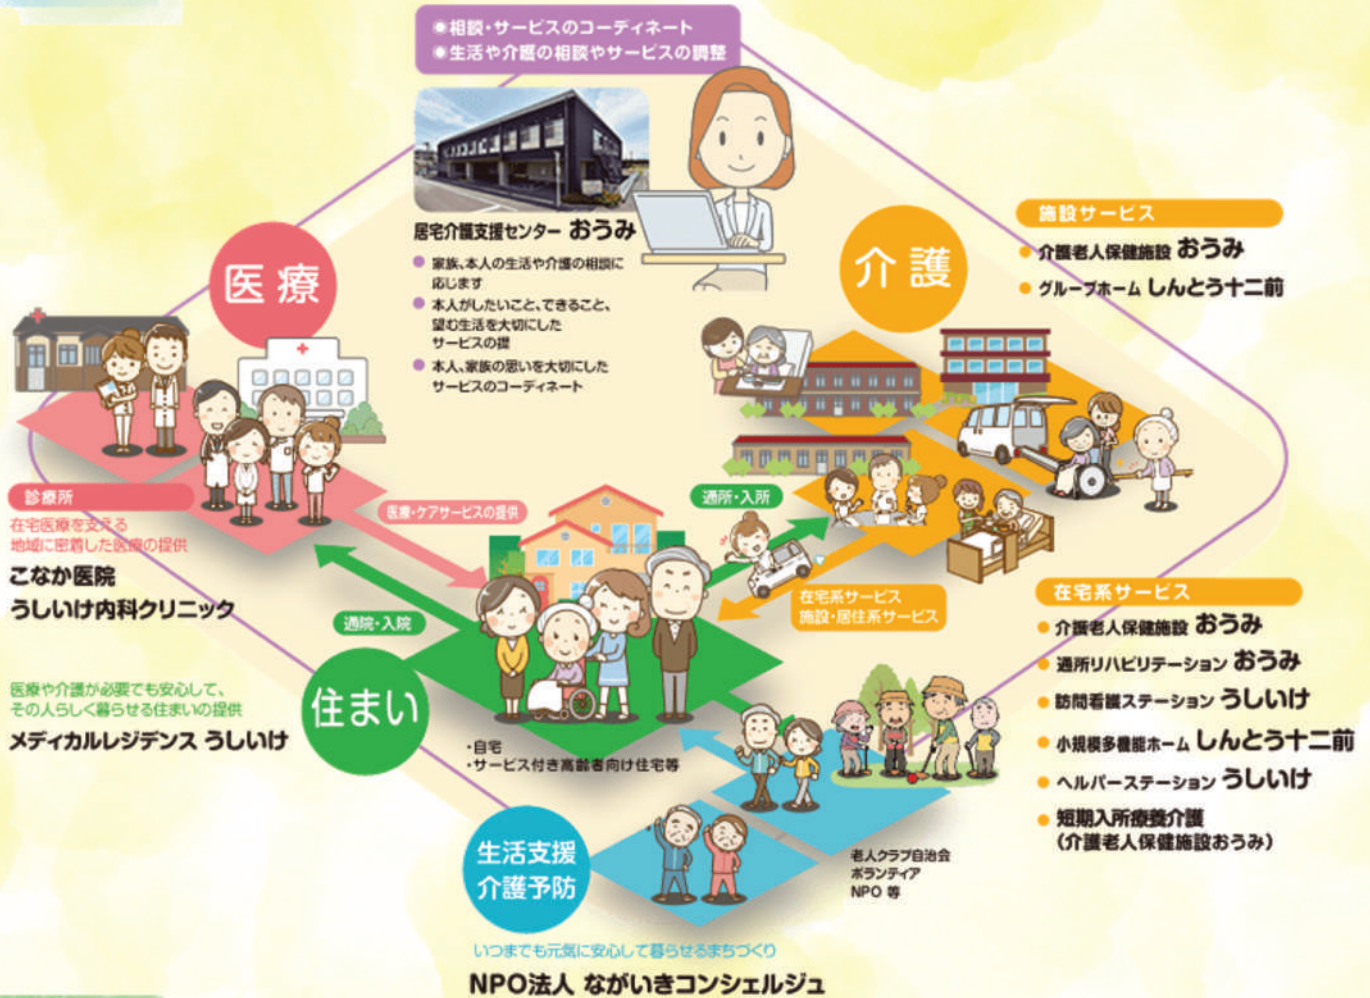 ●相談・サービスのコーディネート
●生活や介護の相談やサービスの調整
居宅介護支援センター おうみ
● 家族、本人の生活や介護の相談に
応じます
● 本人がしたいこと、できること、
望む生活を大切にした
サービスの提
● 本人、家族の思いを大切にした
サービスのコーディネート
医療
診療所
在宅医療を支える
地域に密着した医療の提供
こなか医院
うしいけ内科クリニック
医療・ケアサービスの提供
通院・入院
介護
施設サービス
● 介護老人保健施設 おうみ
● グループホーム しんとう十二前
通所・入所
在宅系サービス
施設・居住系サービス
在宅系サービス
● 介護老人保健施設 おうみ
● 通所リハビリテーション おうみ
● 訪問看護ステーション うしいけ
● 小規模多機能ホーム しんとう十二前
● ヘルパーステーション うしいけ
● 短期入所療養介護
(介護老人保健施設おうみ)
住まい
医療や介護が必要でも安心して、
その人らしく暮らせる住まいの提供
メディカルレジデンス うしいけ
・自宅
・サービス付き高齢者向け住宅等
生活支援
介護予防
老人クラブ自治会
ボランティア
NPO 等
いつまでも元気に安心して暮らせるまちづくり
NPO法人 ながいきコンシェルジュ